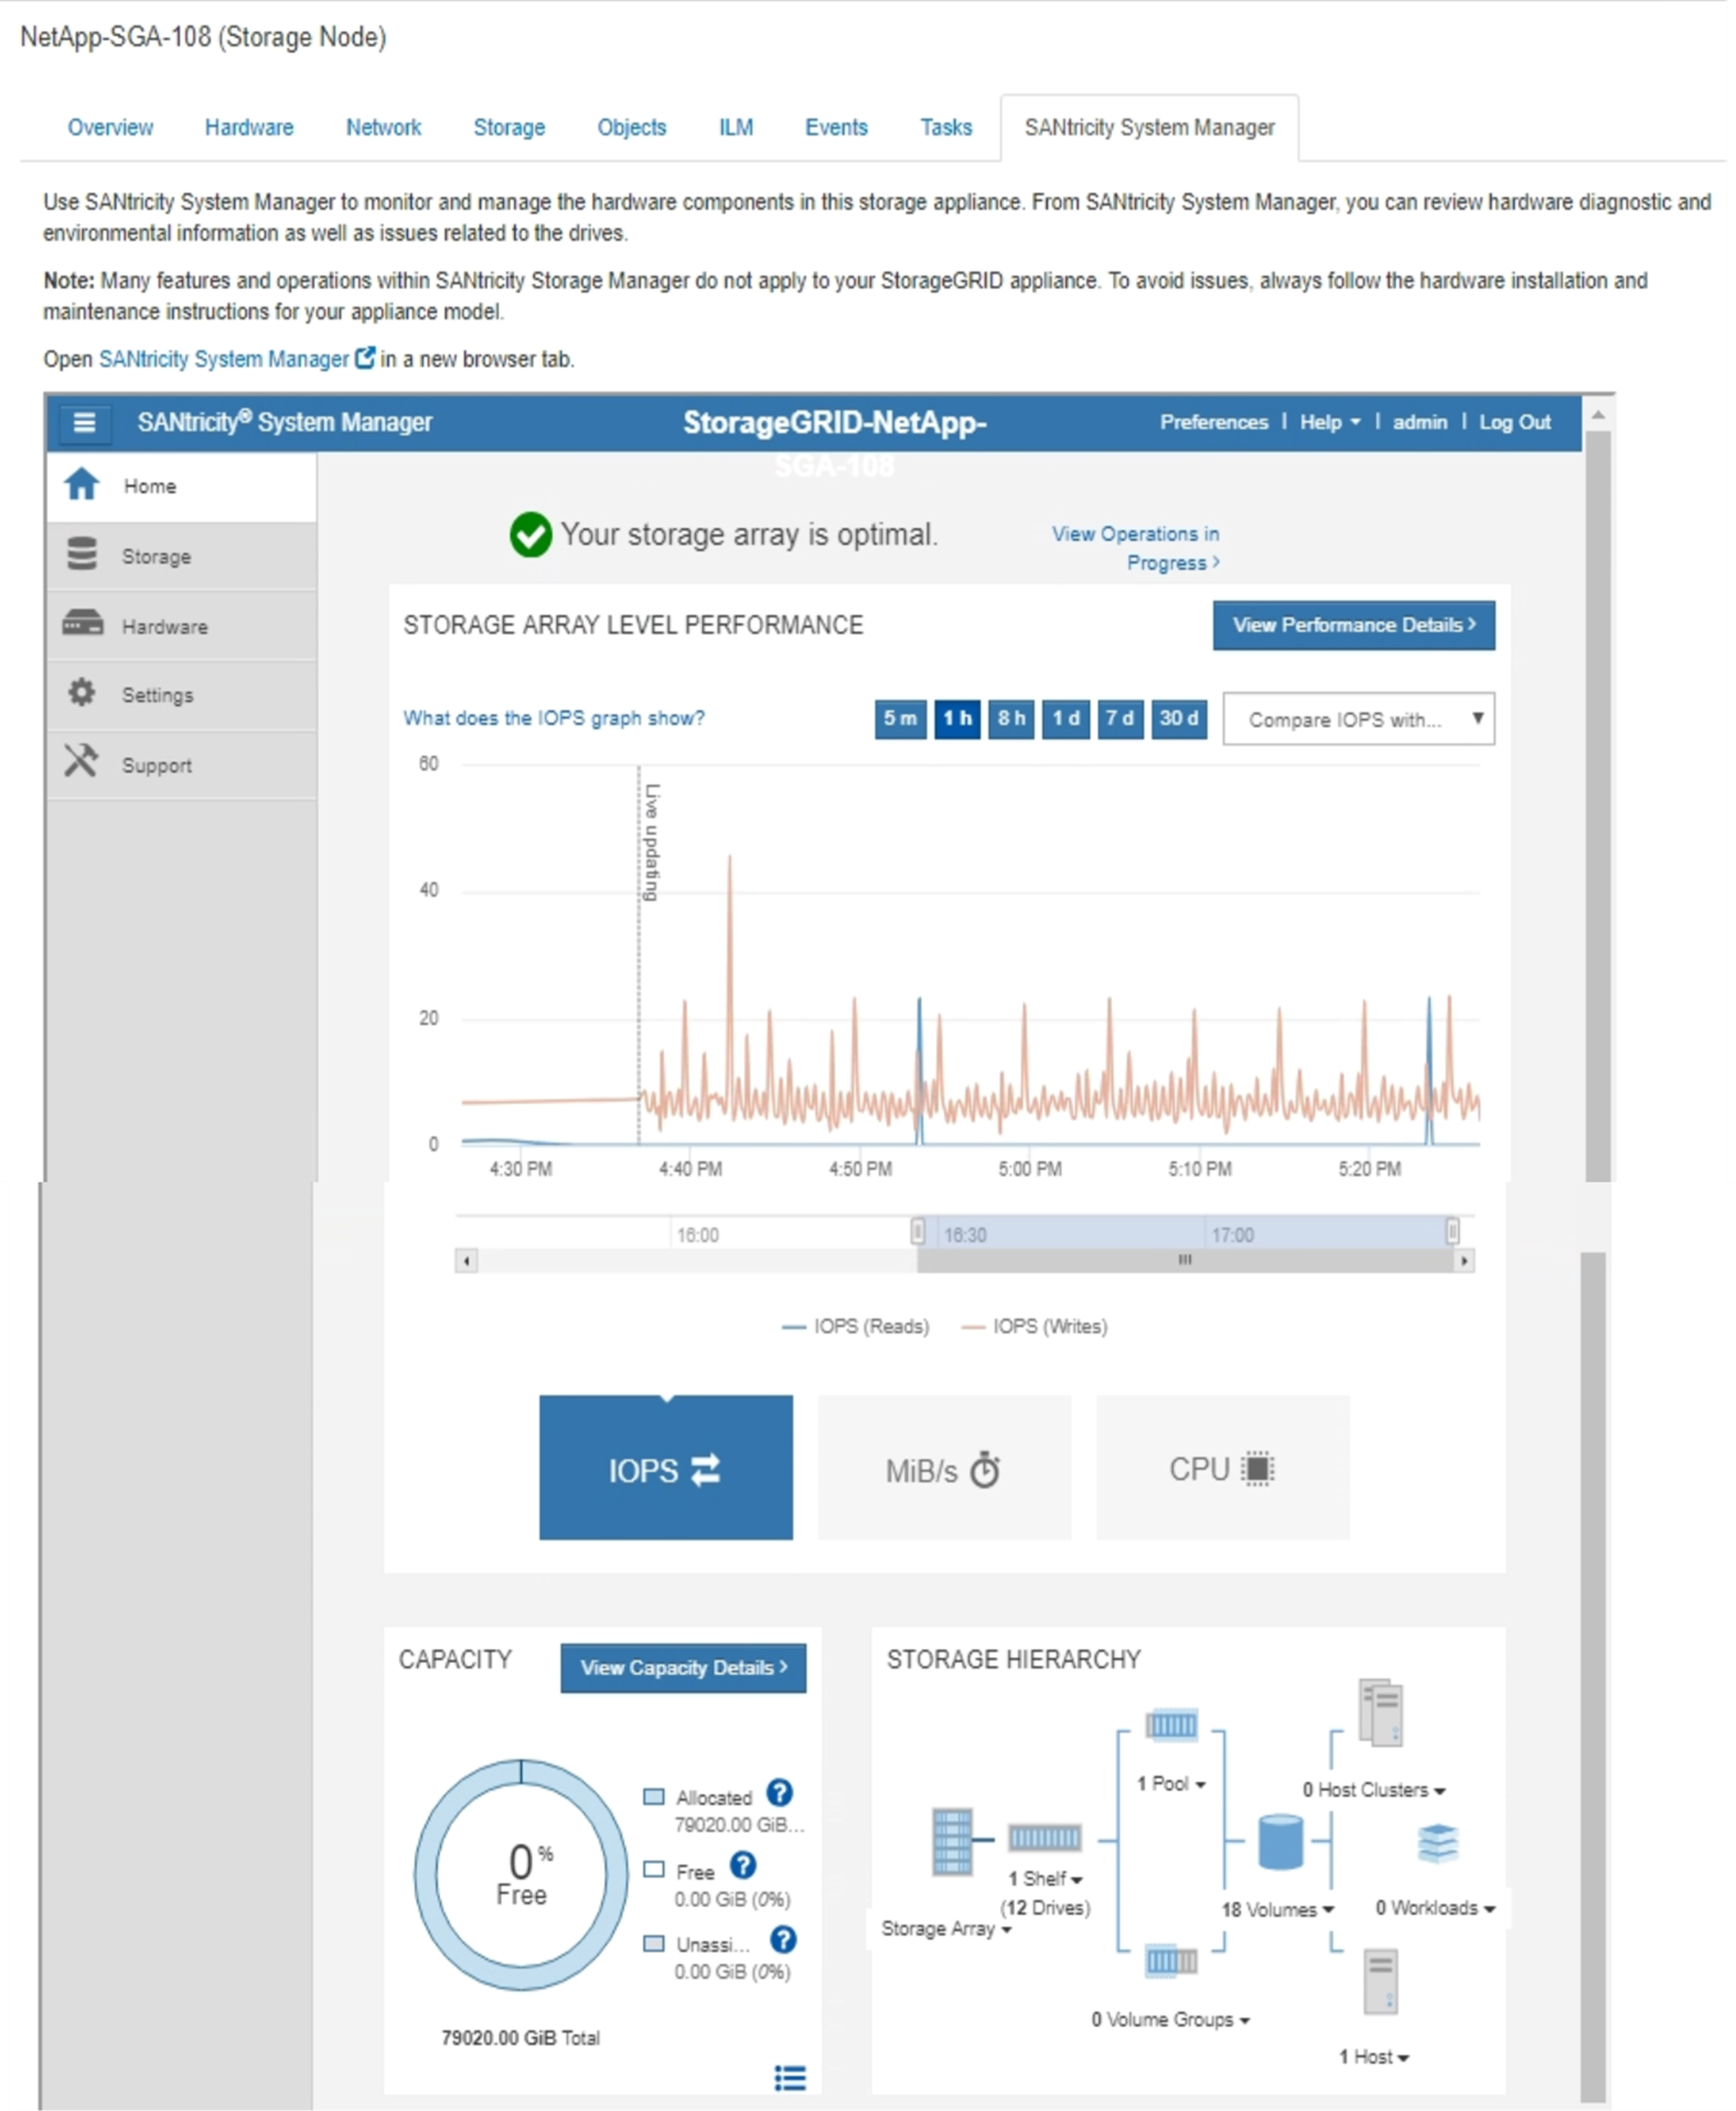 NetApp-SGA-108 (Storage Node)
Overview Hardware Network Storage Objects ILM Events Tasks SANtricity System Manager
Use SANtricity System Manager to monitor and manage the hardware components in this storage appliance. From SANtricity System Manager, you can review hardware diagnostic and
environmental information as well as issues related to the drives.
Note: Many features and operations within SANtricity Storage Manager do not apply to your StorageGRID appliance. To avoid issues, always follow the hardware installation and
maintenance instructions for your appliance model.
Open SANtricity System Manager in a new browser tab.
SANtricity® System Manager StorageGRID-NetApp- Preferences | Help | admin | Log Out
SGA-108
Home
Storage
Hardware
Settings
Support
Your storage array is optimal.
View Operations in
Progress >
STORAGE ARRAY LEVEL PERFORMANCE View Performance Details >
What does the IOPS graph show? 5 m 1 h 8 h 1 d 7 d 30 d Compare IOPS with...
60
Live updating
40
20
0
4:30 PM 4:40 PM 4:50 PM 5:00 PM 5:10 PM 5:20 PM
16:00 16:30 17:00
IOPS (Reads) IOPS (Writes)
IOPS MiB/s CPU
CAPACITY View Capacity Details >
0 %
Free
Allocated ?
79020.00 GiB...
Free ?
0.00 GiB (0%)
Unassi... ?
0.00 GiB (0%)
79020.00 GiB Total
STORAGE HIERARCHY
1 Pool
0 Host Clusters
1 Shelf
(12 Drives)
Storage Array
18 Volumes
0 Workloads
0 Volume Groups
1 Host